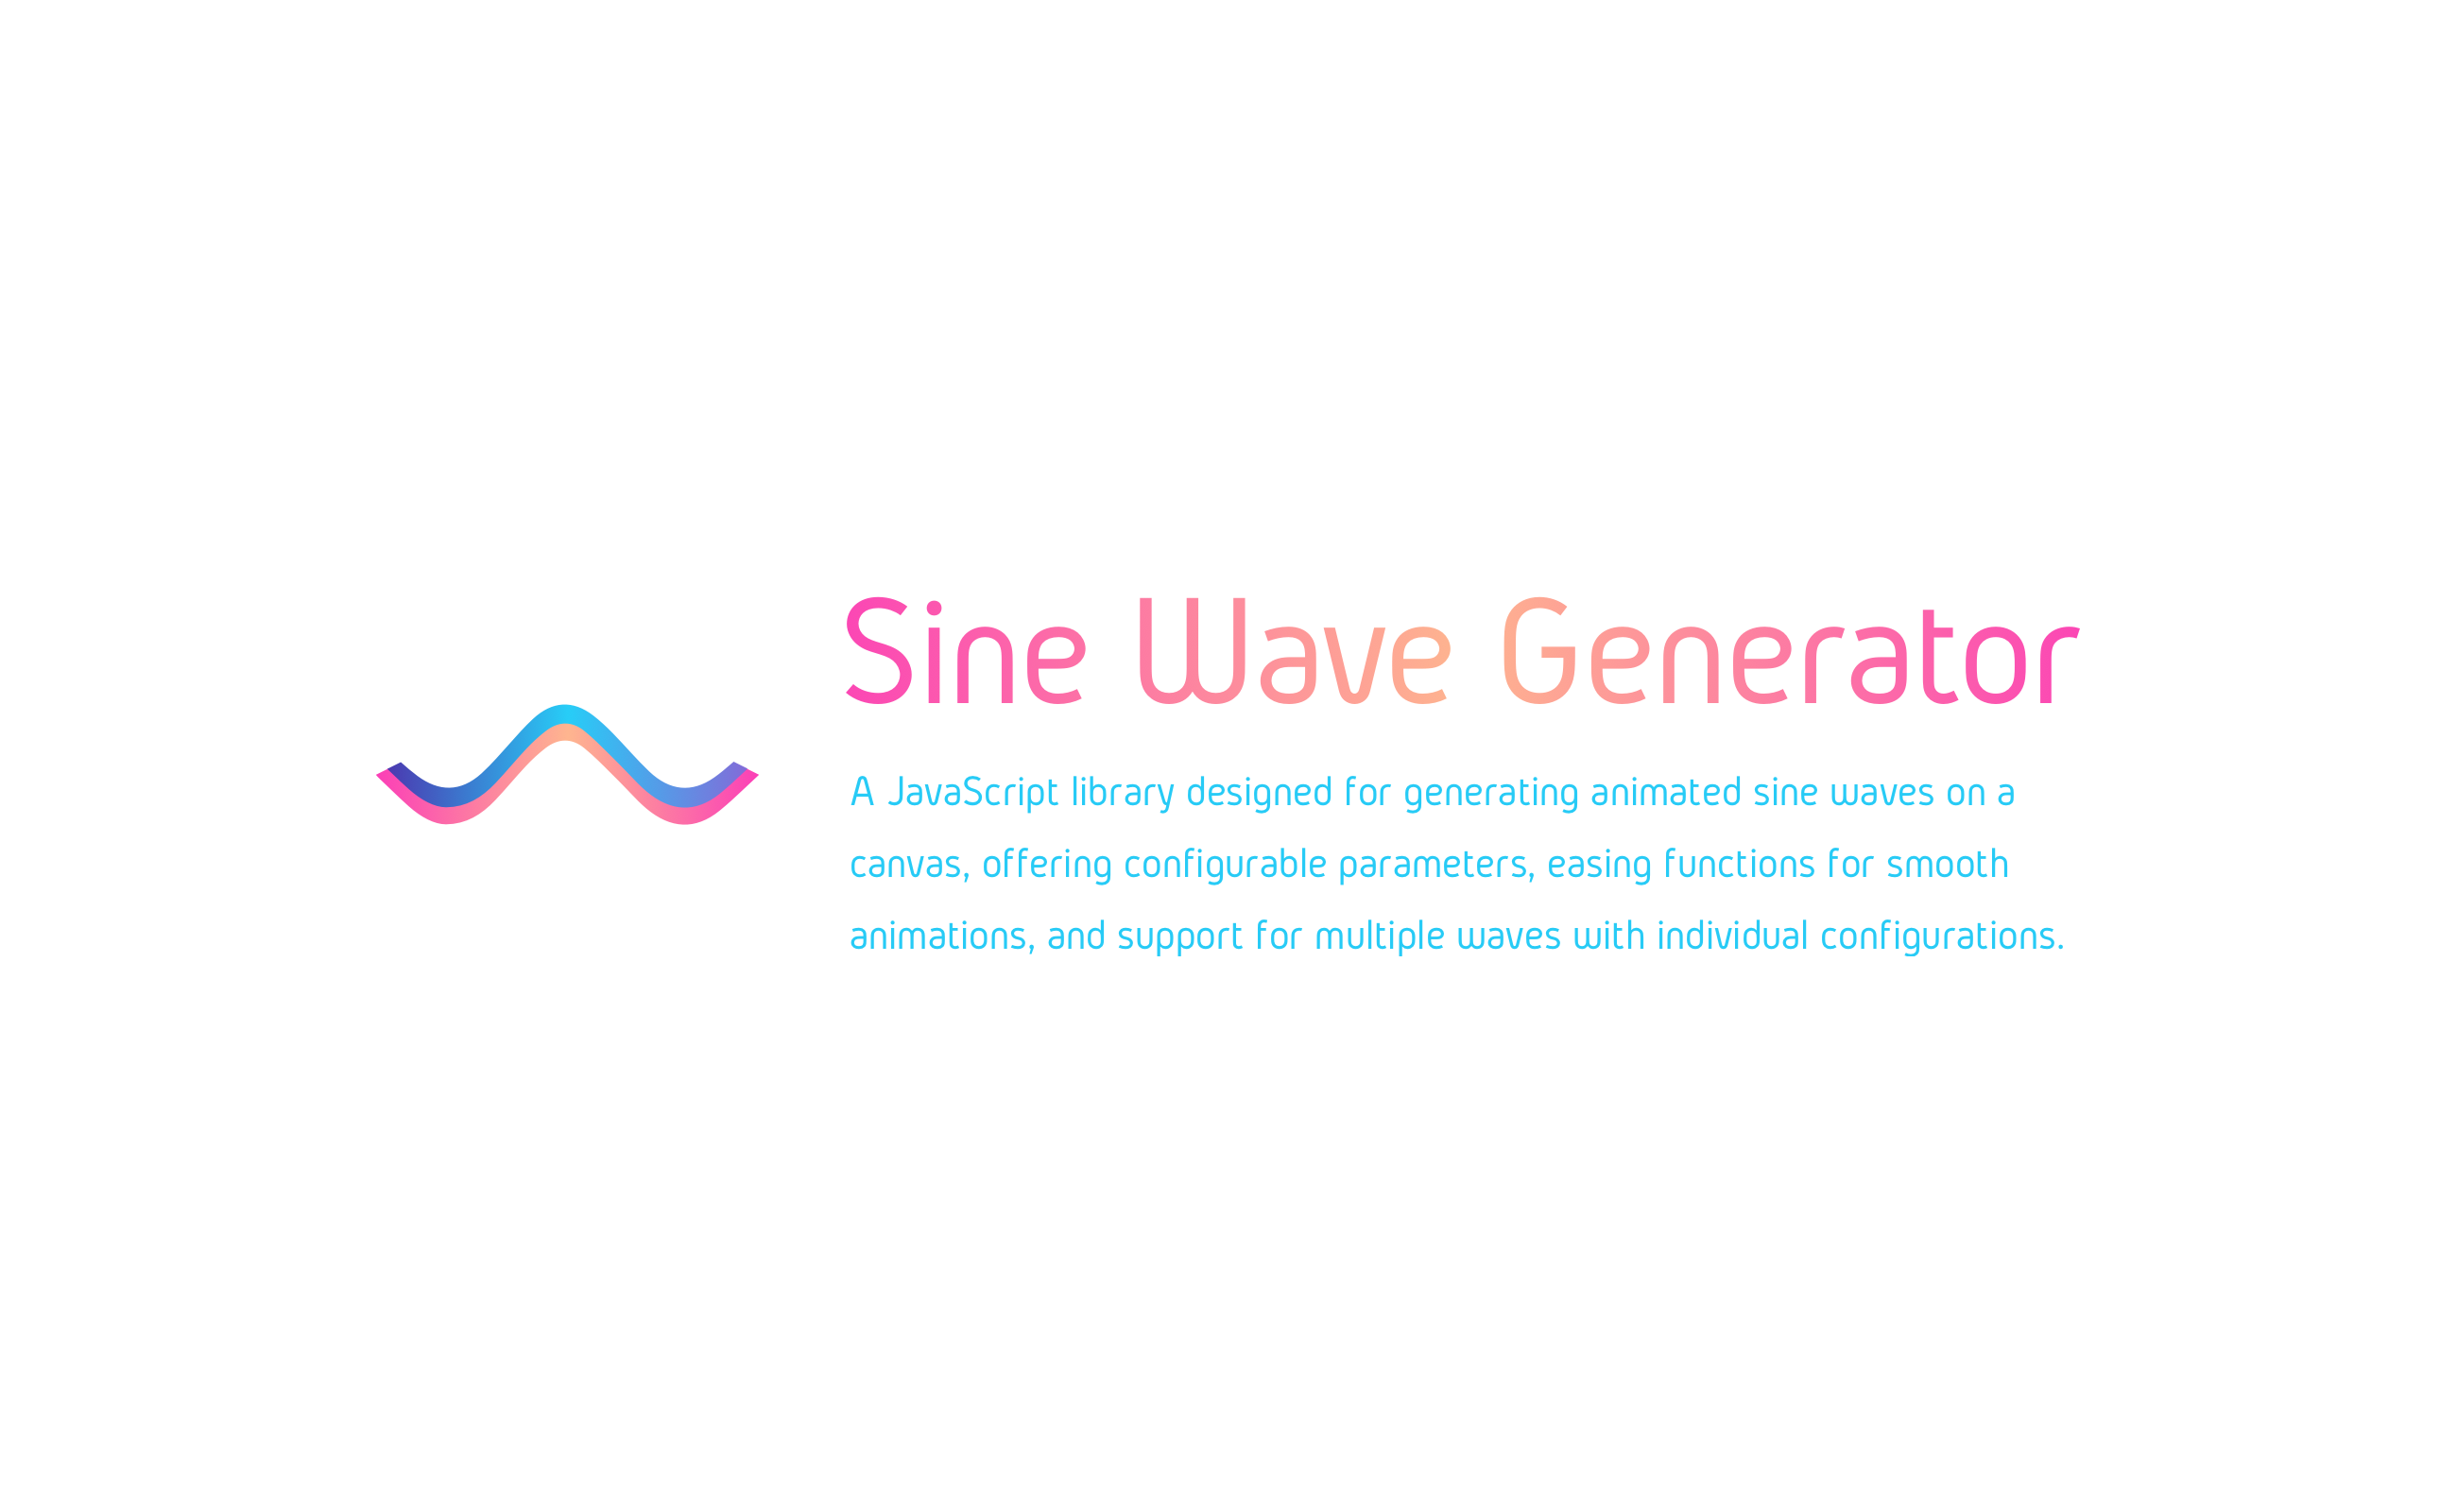 Sine Wave Generator
A JavaScript library designed for generating animated sine waves on a
canvas, offering configurable parameters, easing functions for smooth
animations, and support for multiple waves with individual configurations.